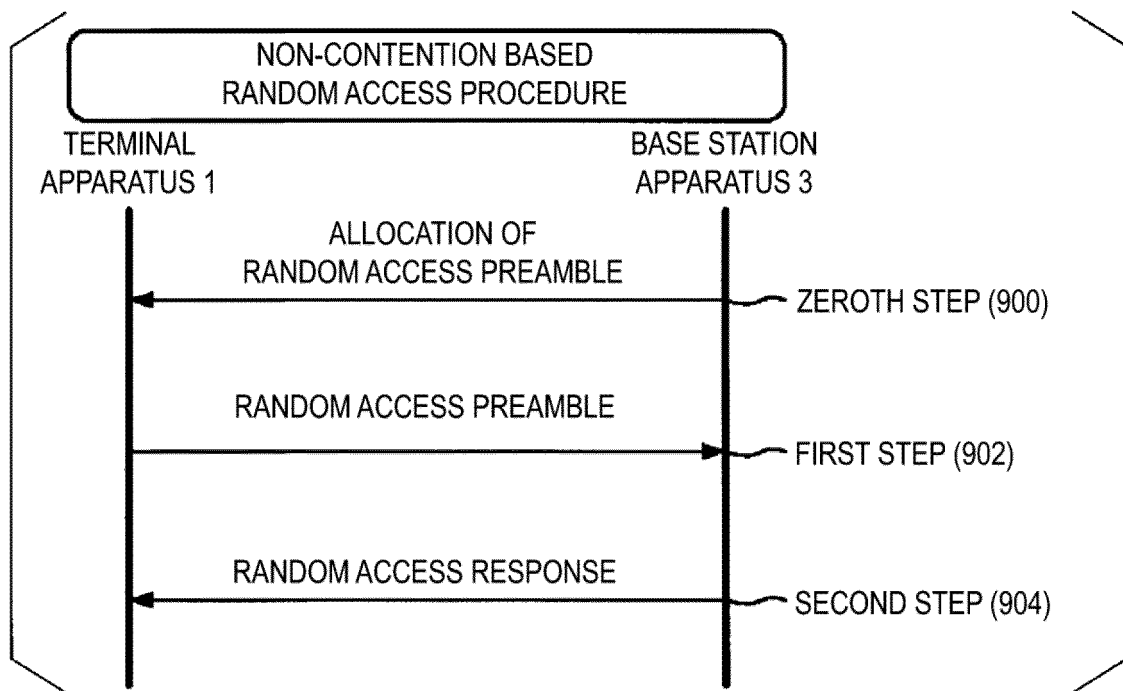 NON-CONTENTION BASED
RANDOM ACCESS PROCEDURE
TERMINAL
APPARATUS 1
BASE STATION
APPARATUS 3
ALLOCATION OF
RANDOM ACCESS PREAMBLE
ZEROTH STEP (900)
RANDOM ACCESS PREAMBLE
FIRST STEP (902)
RANDOM ACCESS RESPONSE
SECOND STEP (904)